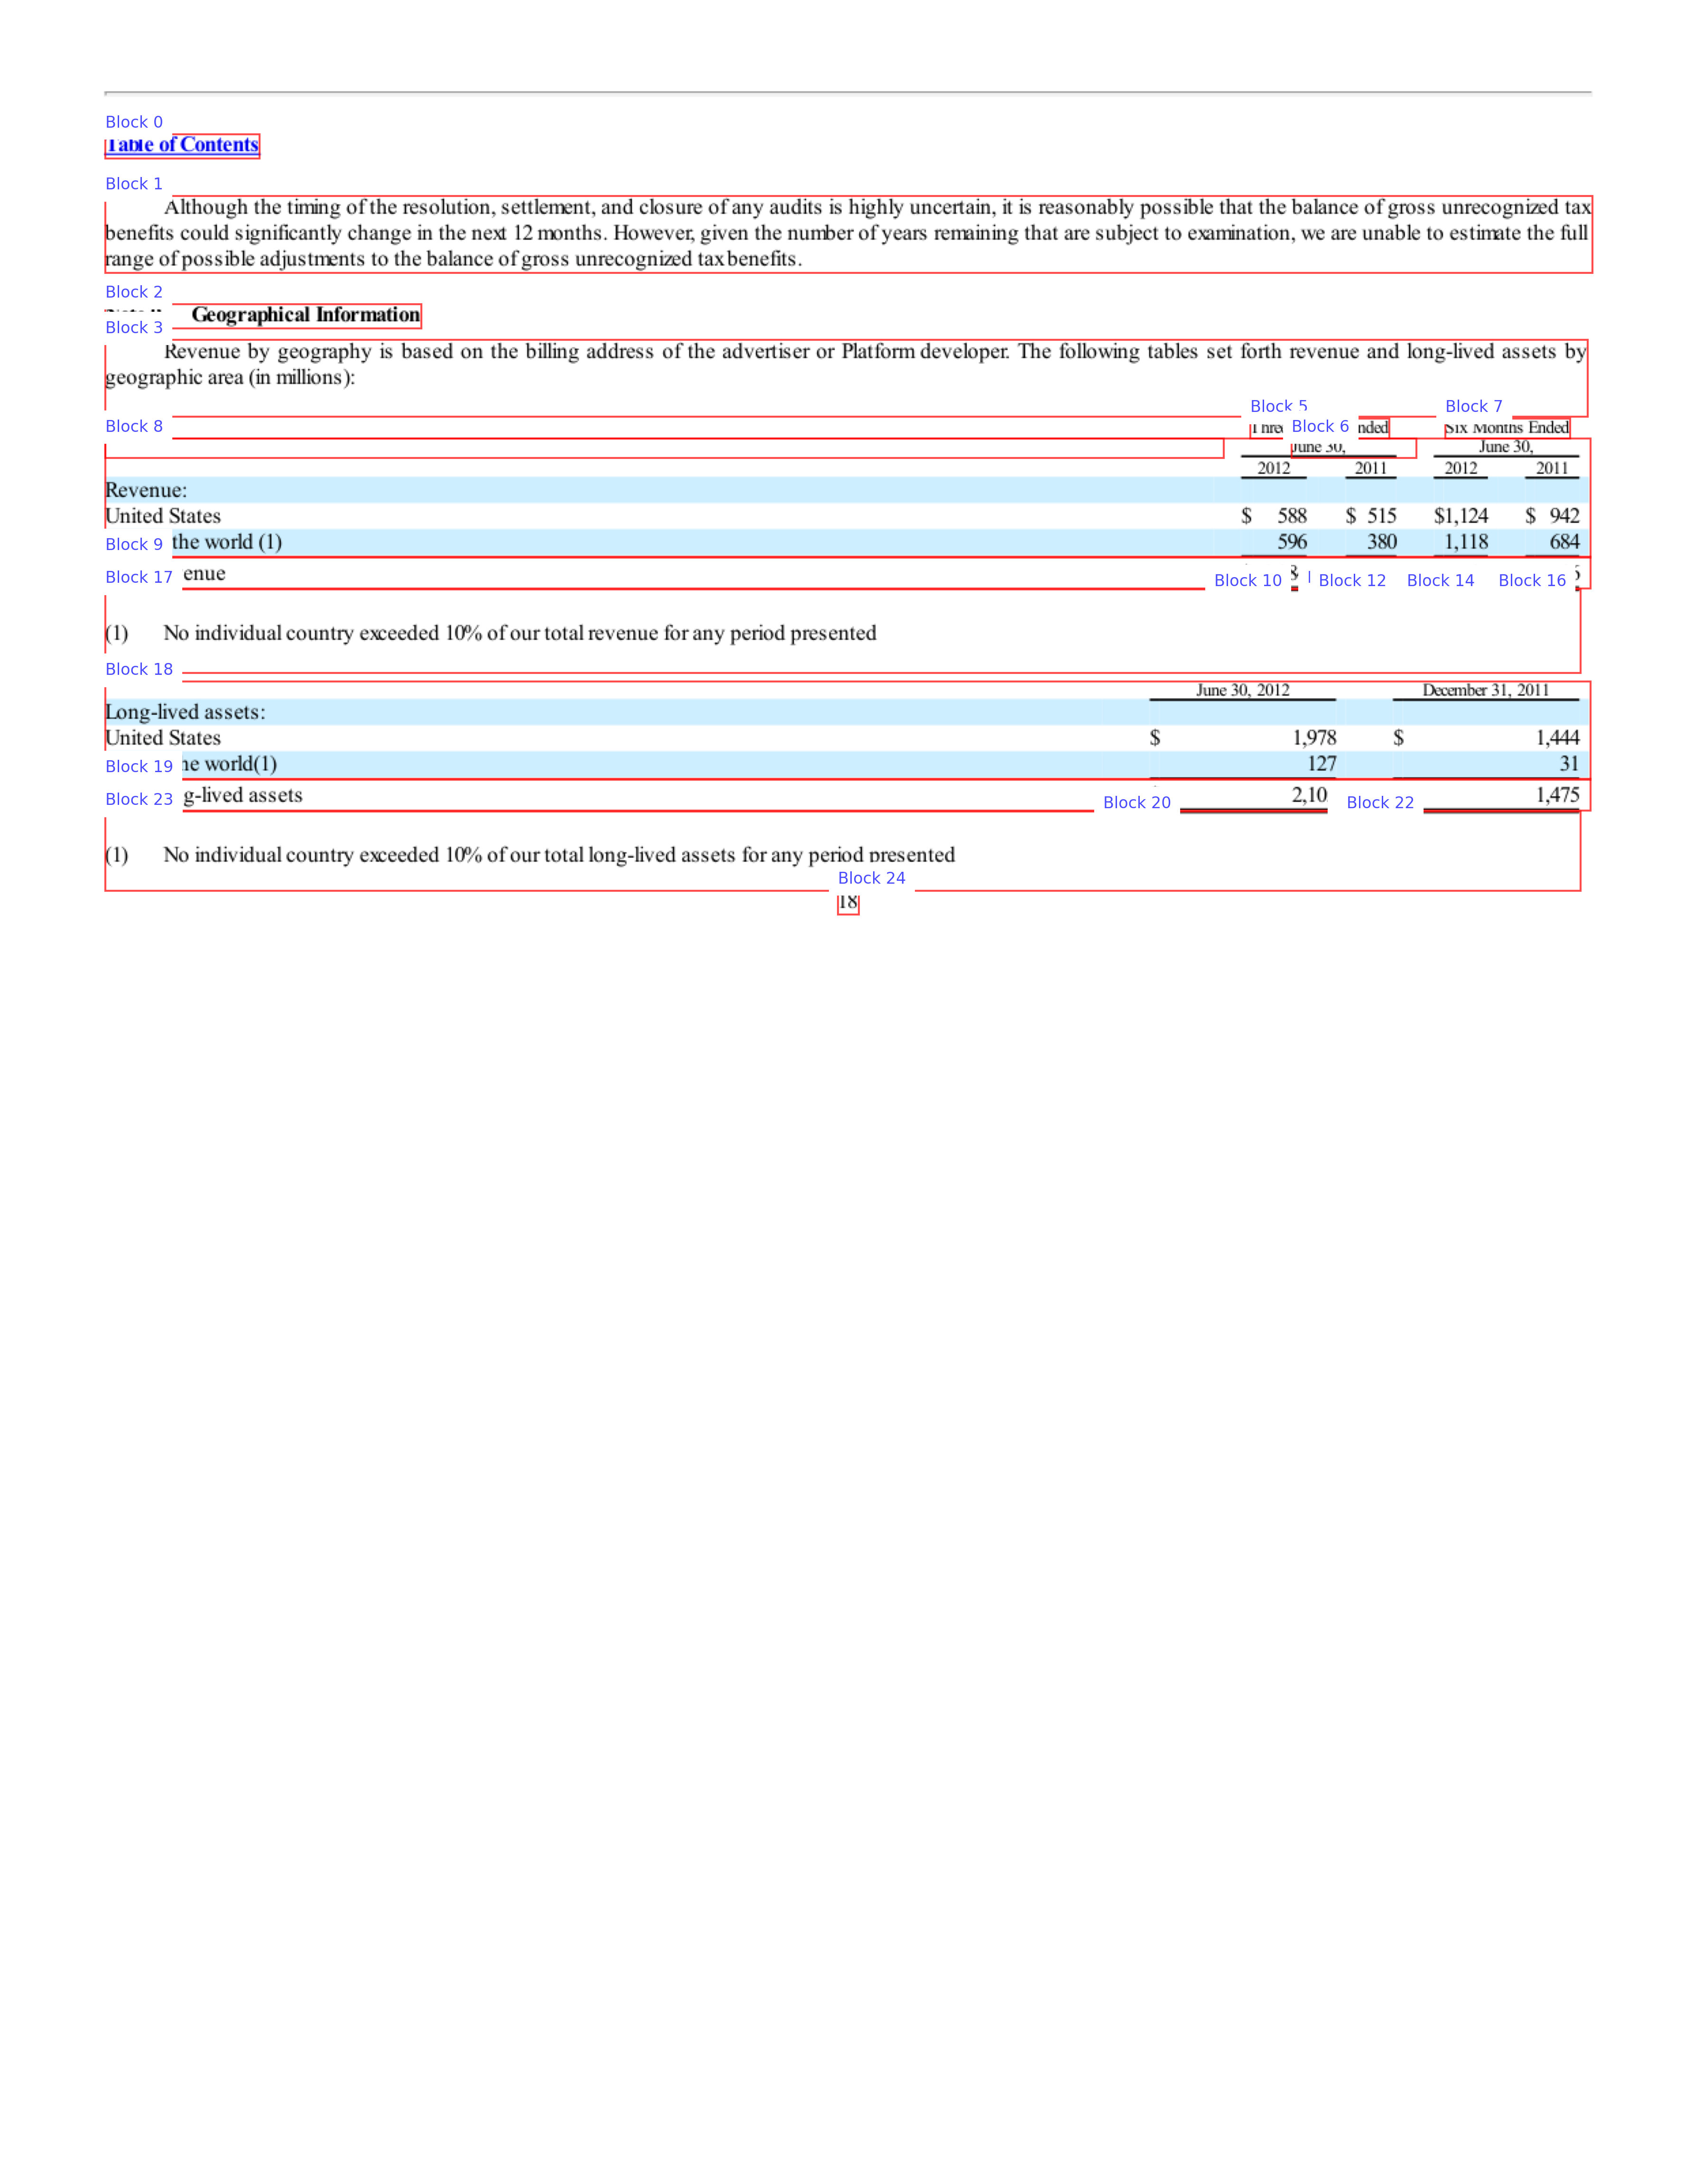 Block 0
Table of Contents
Block 1
Although the timing of the resolution, settlement, and closure of any audits is highly uncertain, it is reasonably possible that the balance of gross unrecognized tax
benefits could significantly change in the next 12 months. However, given the number of years remaining that are subject to examination, we are unable to estimate the full
range of possible adjustments to the balance of gross unrecognized tax benefits.
Block 2
Geographical Information
Block 3
Revenue by geography is based on the billing address of the advertiser or Platform developer. The following tables set forth revenue and long-lived assets by
geographic area (in millions):
Block 5 Block 7
Block 8 Block 6 Six Months Ended
June 30, June 30,
2012 2011 2012 2011
Revenue:
United States $ 588 $ 515 $1,124 $ 942
Block 9 the world (1) 596 380 1,118 684
Block 17 Block 10 Block 12 Block 14 Block 16
(1) No individual country exceeded 10% of our total revenue for any period presented
Block 18
June 30, 2012 December 31, 2011
Long-lived assets:
United States $ 1,978 $ 1,444
Block 19 world(1) 127 31
Block 23 g-lived assets Block 20 2,10 Block 22 1,475
(1) No individual country exceeded 10% of our total long-lived assets for any period presented
Block 24
18